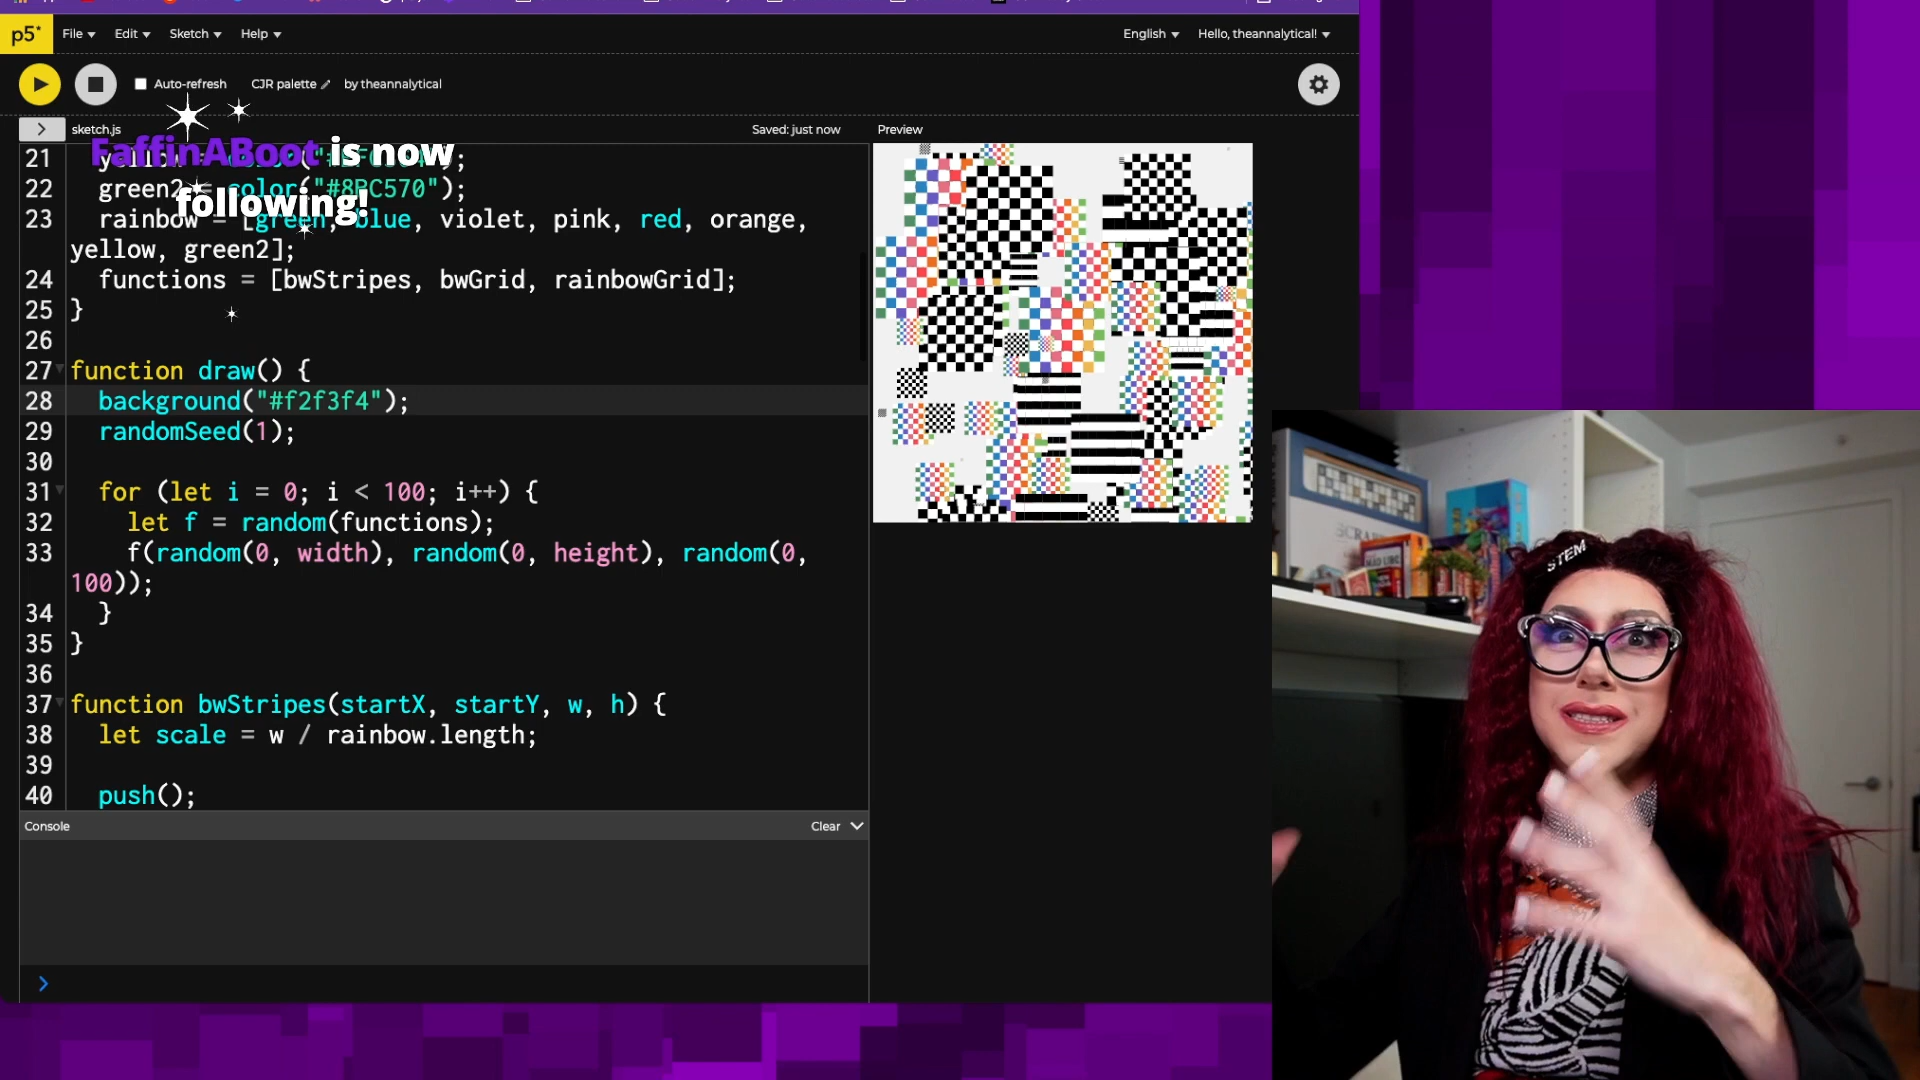 p5*
File
Edit
Sketch
Help
English
Hello, theannalytical!
Auto-refresh
CJR palette
by theannalytical
sketch.js
Saved: just now
Preview
FaffinABoot is now
following!
21
22 green2 = color("#8BC570");
23 rainbow = [green, blue, violet, pink, red, orange,
yellow, green2];
24 functions = [bwStripes, bwGrid, rainbowGrid];
25 }
26
27 function draw() {
28 background("#f2f3f4");
29 randomSeed(1);
30
31 for (let i = 0; i < 100; i++) {
32 let f = random(functions);
33 f(random(0, width), random(0, height), random(0,
100));
34 }
35 }
36
37 function bwStripes(startX, startY, w, h) {
38 let scale = w / rainbow.length;
39
40 push();
Console
Clear
STEM